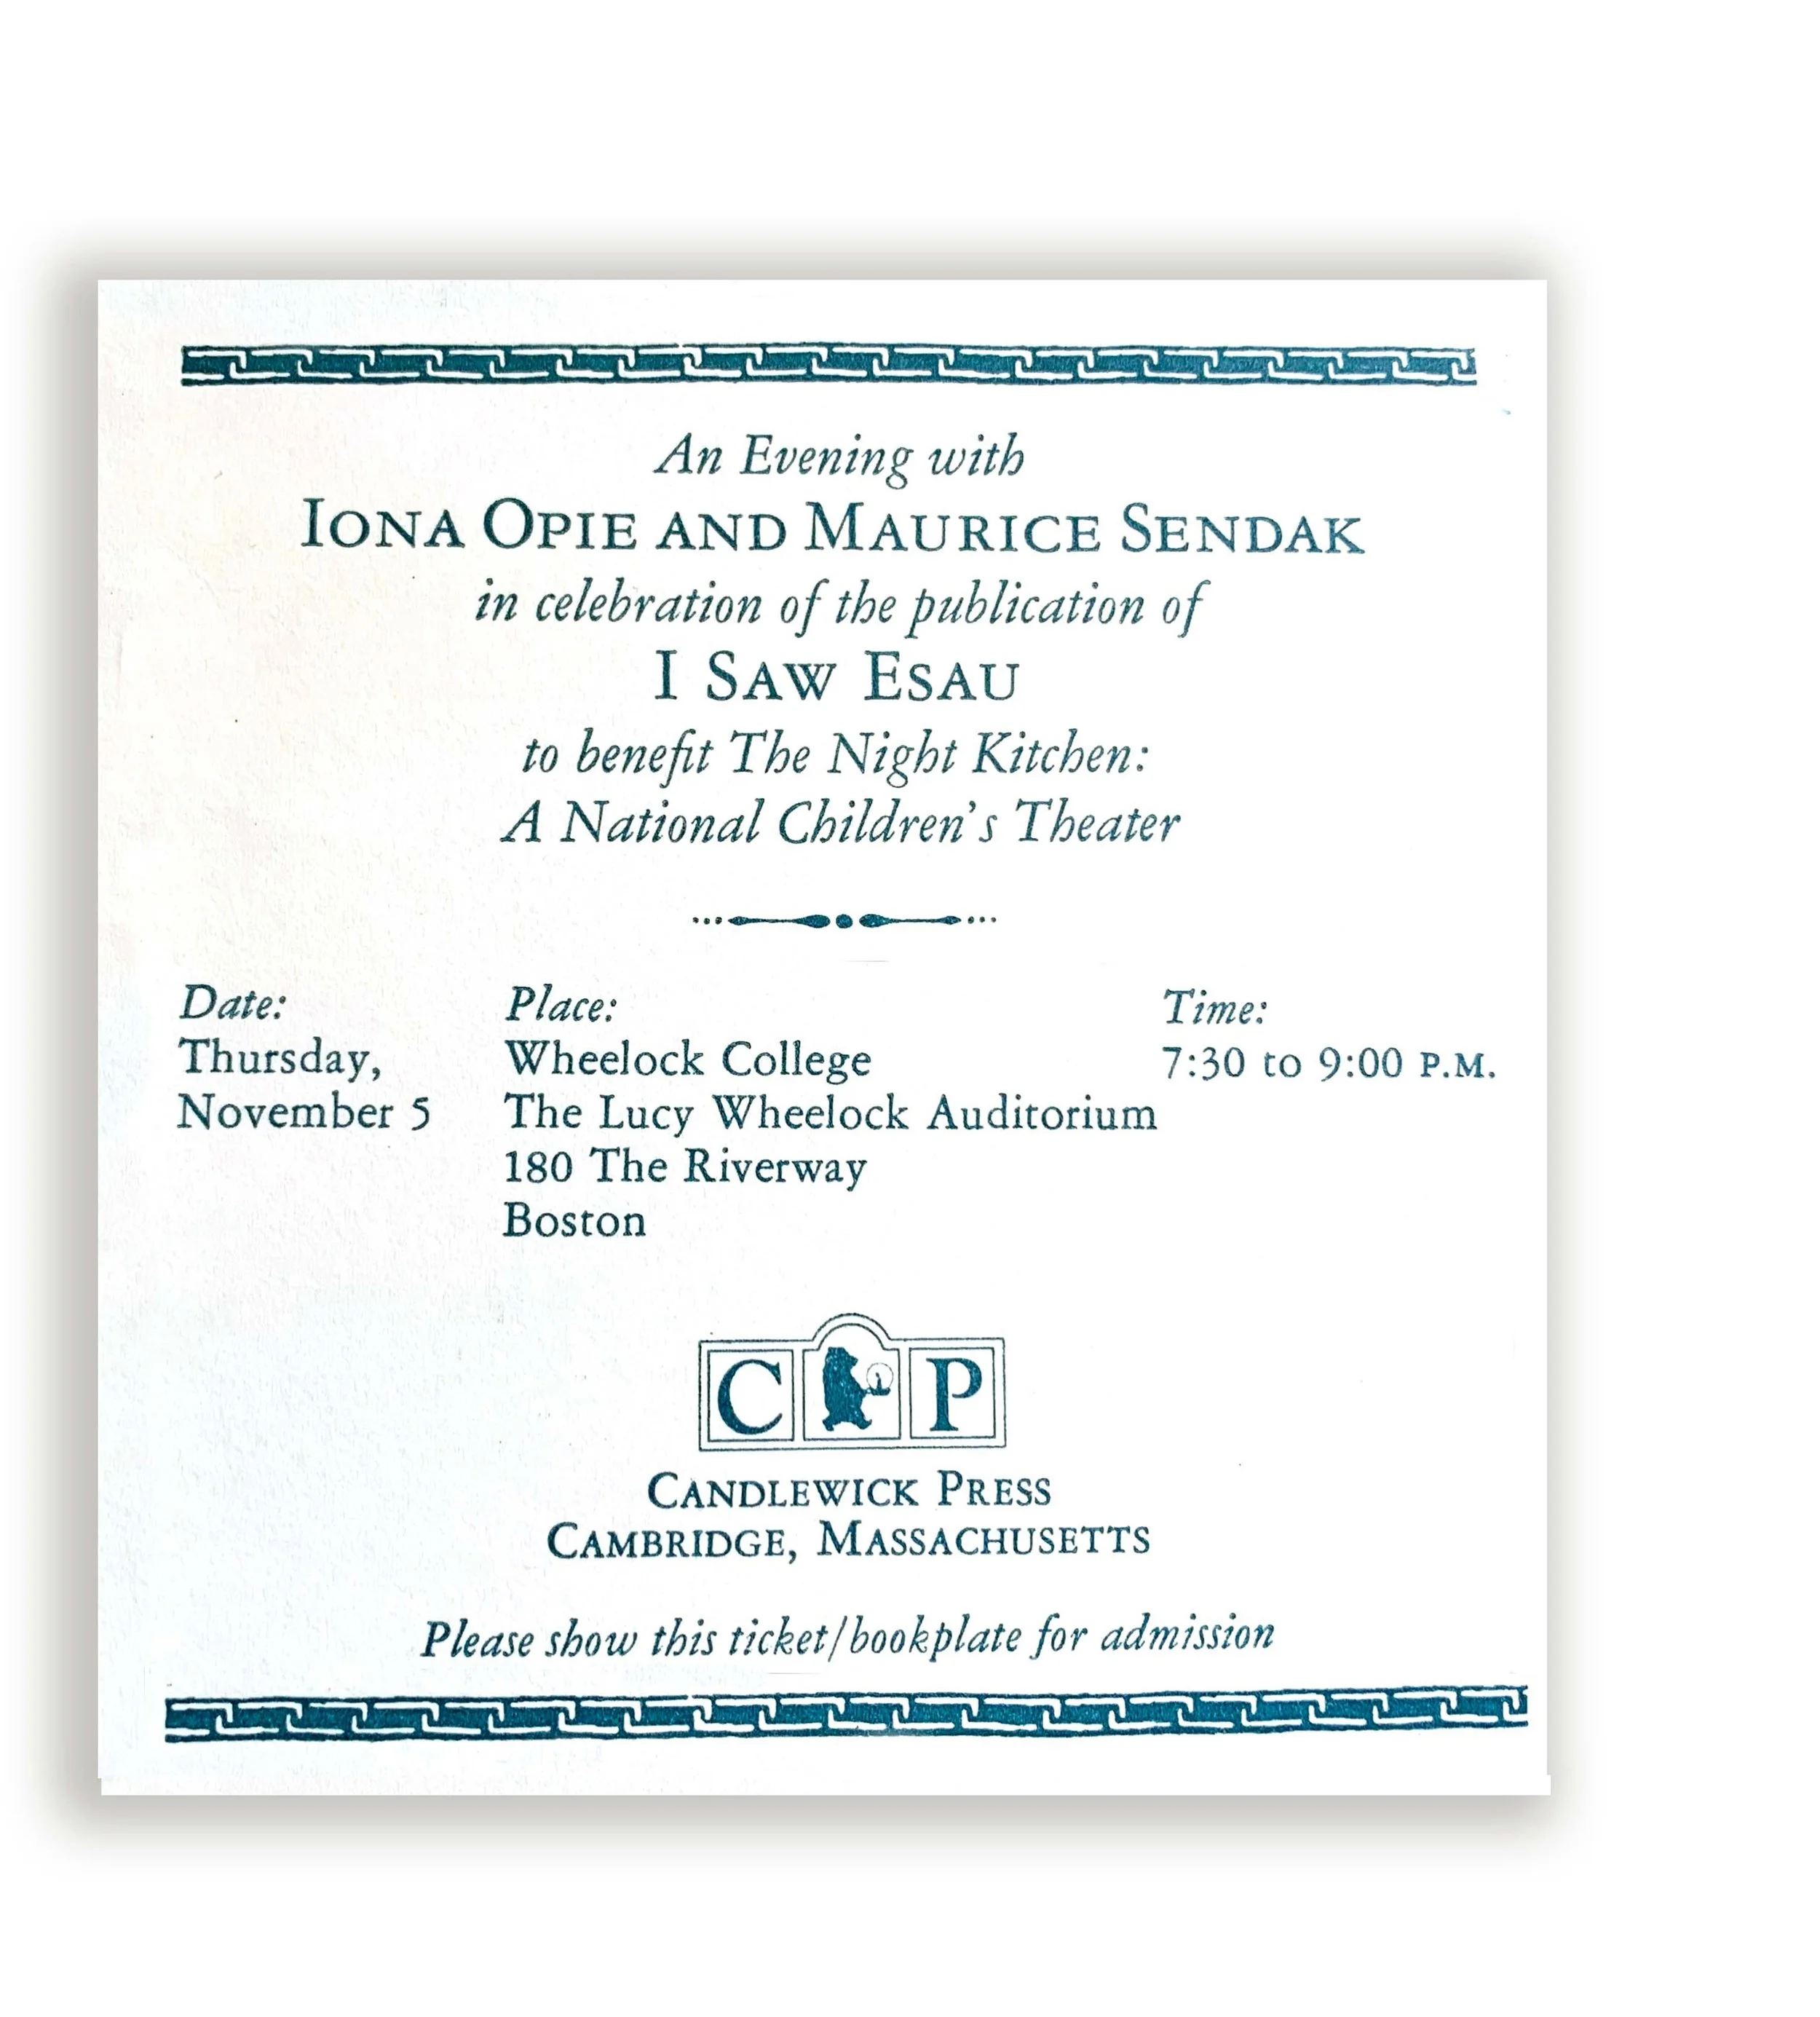 An Evening with
IONA OPIE AND MAURICE SENDAK
in celebration of the publication of
I SAW ESAU
to benefit The Night Kitchen:
A National Children's Theater
Date:
Thursday,
November 5
Place:
Wheelock College
The Lucy Wheelock Auditorium
180 The Riverway
Boston
Time:
7:30 to 9:00 P.M.
C P
CANDLEWICK PRESS
CAMBRIDGE, MASSACHUSETTS
Please show this ticket/bookplate for admission